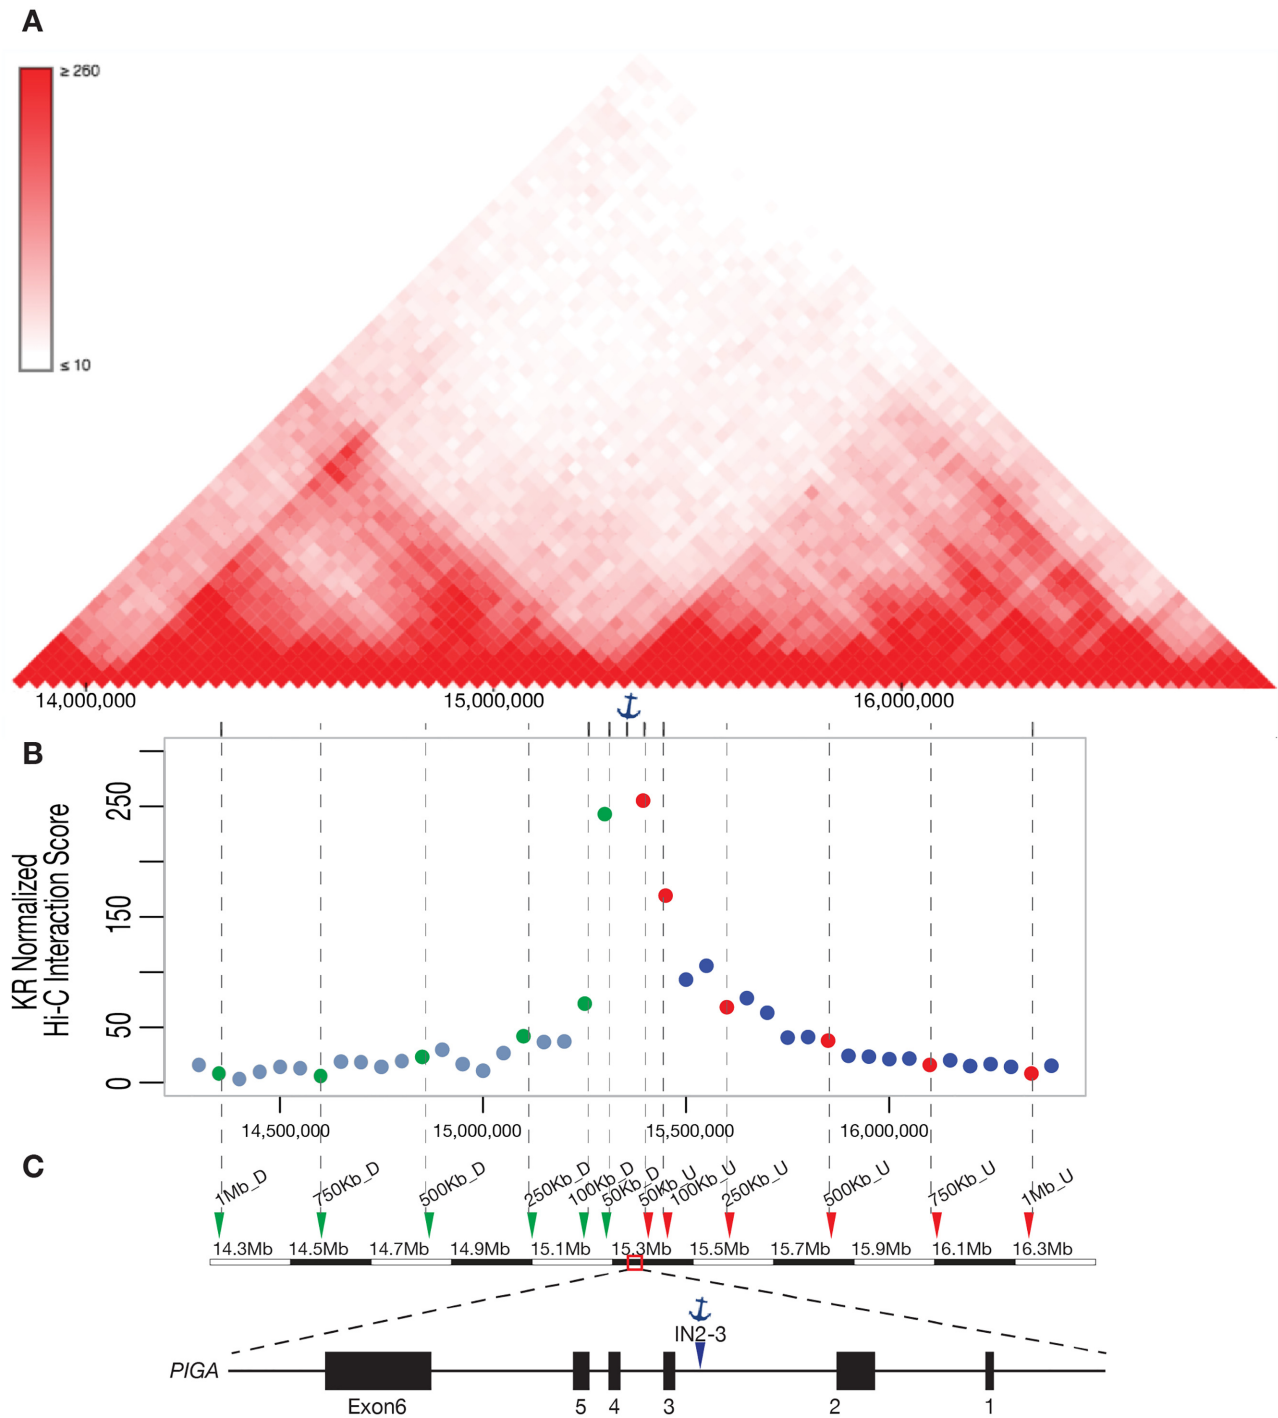 A
≥ 260
≤ 10
14,000,000
15,000,000
16,000,000
B
KR Normalized
Hi-C Interaction Score
250
150
50
0
14,500,000
15,000,000
15,500,000
16,000,000
C
1Mb_D
750Kb_D
500Kb_D
250Kb_D
100Kb_D
50Kb_D
50Kb_U
100Kb_U
250Kb_U
500Kb_U
750Kb_U
1Mb_U
14.3Mb 14.5Mb 14.7Mb 14.9Mb 15.1Mb 15.3Mb 15.5Mb 15.7Mb 15.9Mb 16.1Mb 16.3Mb
IN2-3
PIGA
Exon6 5 4 3 2 1